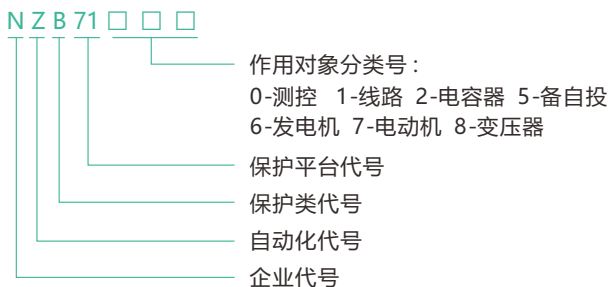 N Z B 71 □ □ □
作用对象分类号：
0-测控 1-线路 2-电容器 5-备自投
6-发电机 7-电动机 8-变压器
保护平台代号
保护类代号
自动化代号
企业代号